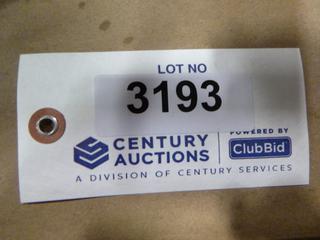 LOT NO
3193
CENTURY AUCTIONS
POWERED BY
ClubBid
A DIVISION OF CENTURY SERVICES